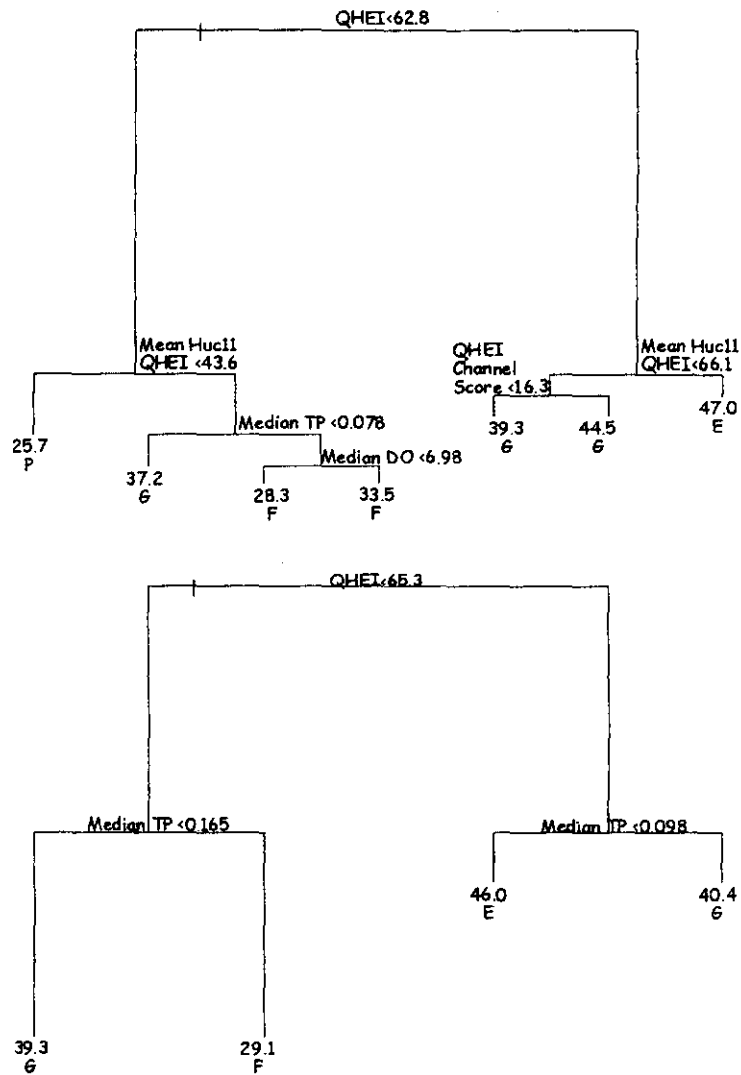 QHEI<62.8
Mean Huc11
QHEI <43.6
QHEI
Channel
Score <16.3
Mean Huc11
QHEI<66.1
Median TP <0.078
Median DO <6.98
25.7
P
37.2
G
28.3
F
33.5
F
39.3
G
44.5
G
47.0
E
QHEI<65.3
Median TP <0.165
Median TP <0.098
46.0
E
40.4
G
39.3
G
29.1
F